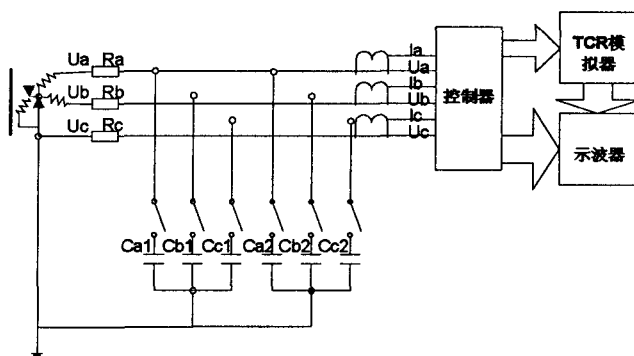 Ua Ra
Ub Rb
Uc Rc
Ia
Ua
Ib
Ub
Ic
Uc
控制器
TCR模
拟器
示波器
Ca1 Cb1 Cc1 Ca2 Cb2 Cc2